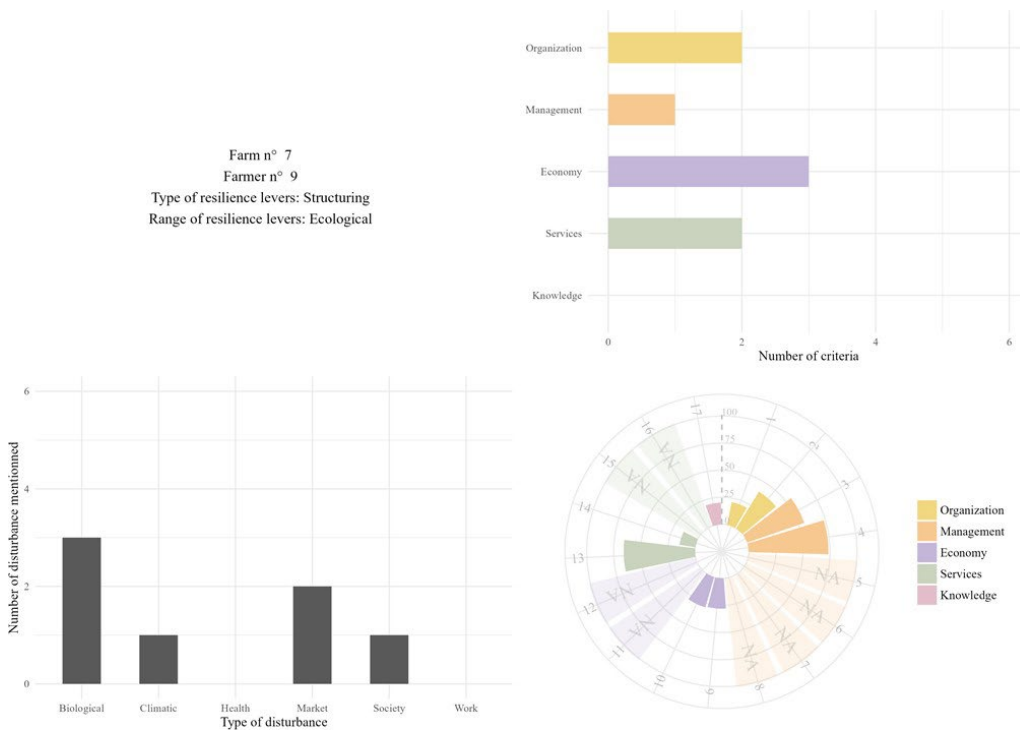 Farm n° 7
Farmer n° 9
Type of resilience levers: Structuring
Range of resilience levers: Ecological
Organization
Management
Economy
Services
Knowledge
0 2 4 6
Number of criteria
6
4
2
0
Number of disturbance mentionned
Biological Climatic Health Market Society Work
Type of disturbance
100
75
50
25
1
2
3
4
5
6
7
8
9
10
11
12
13
14
15
16
17
NA
NA
NA
NA
NA
NA
NA
NA
Organization
Management
Economy
Services
Knowledge